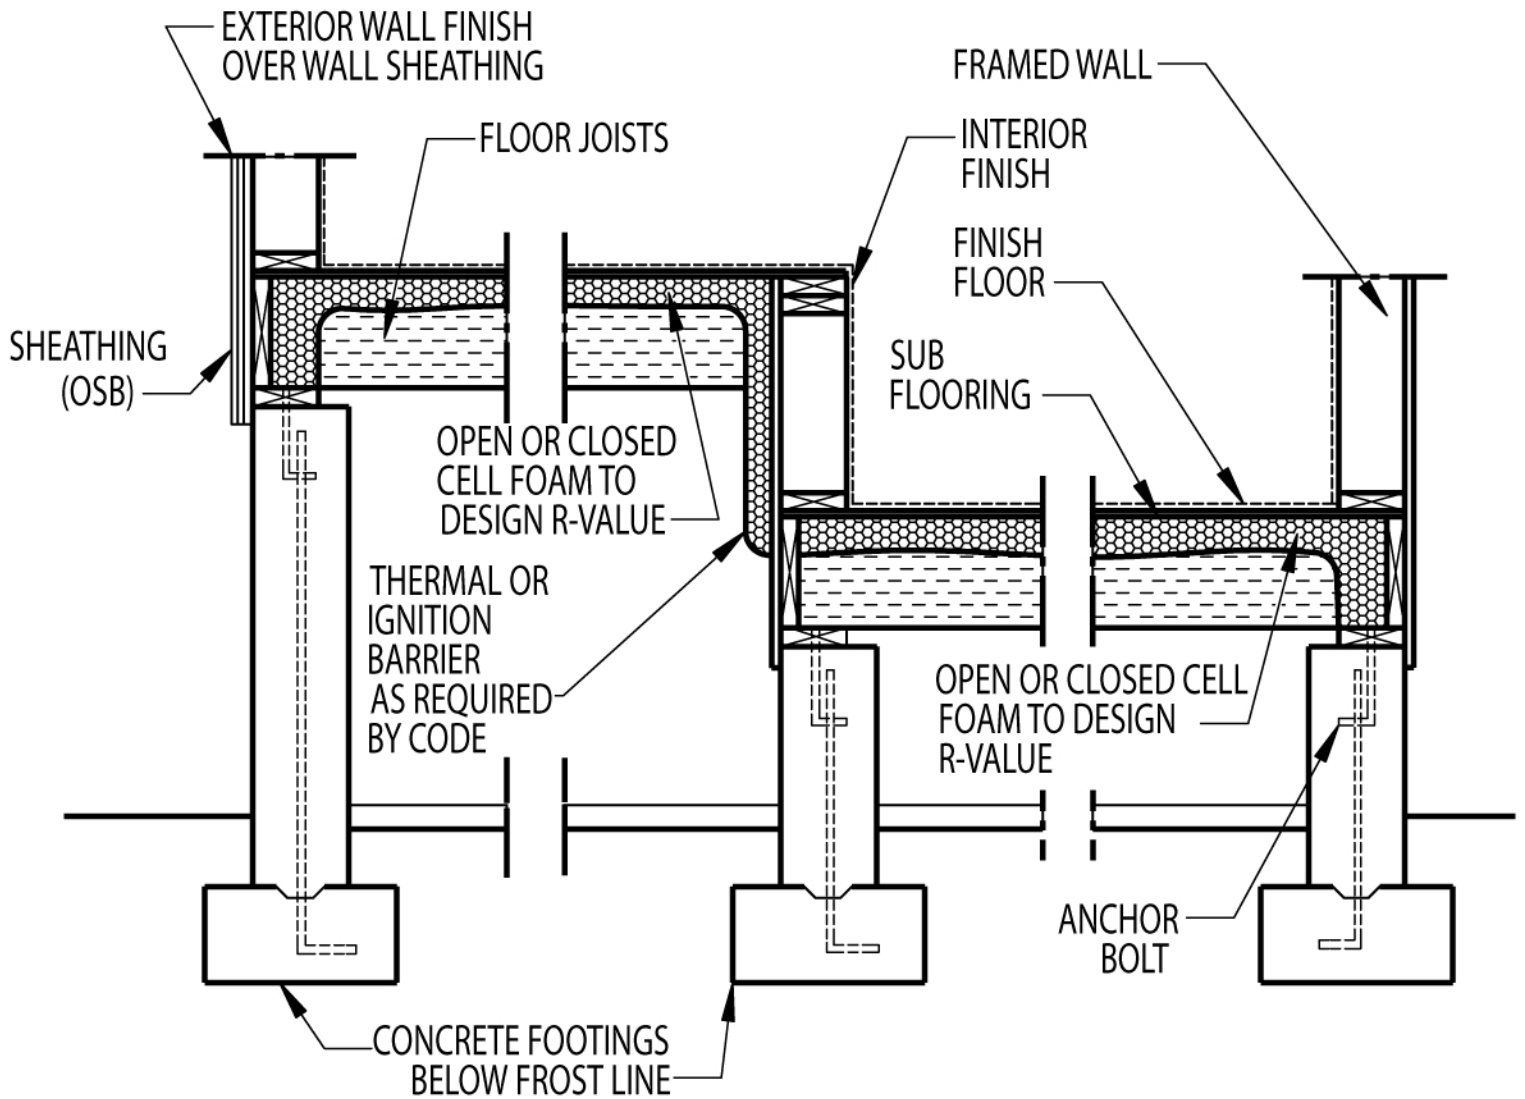 EXTERIOR WALL FINISH
OVER WALL SHEATHING
FRAMED WALL
FLOOR JOISTS
INTERIOR
FINISH
FINISH
FLOOR
SHEATHING
(OSB)
SUB
FLOORING
OPEN OR CLOSED
CELL FOAM TO
DESIGN R-VALUE
THERMAL OR
IGNITION
BARRIER
AS REQUIRED
BY CODE
OPEN OR CLOSED CELL
FOAM TO DESIGN
R-VALUE
ANCHOR
BOLT
CONCRETE FOOTINGS
BELOW FROST LINE